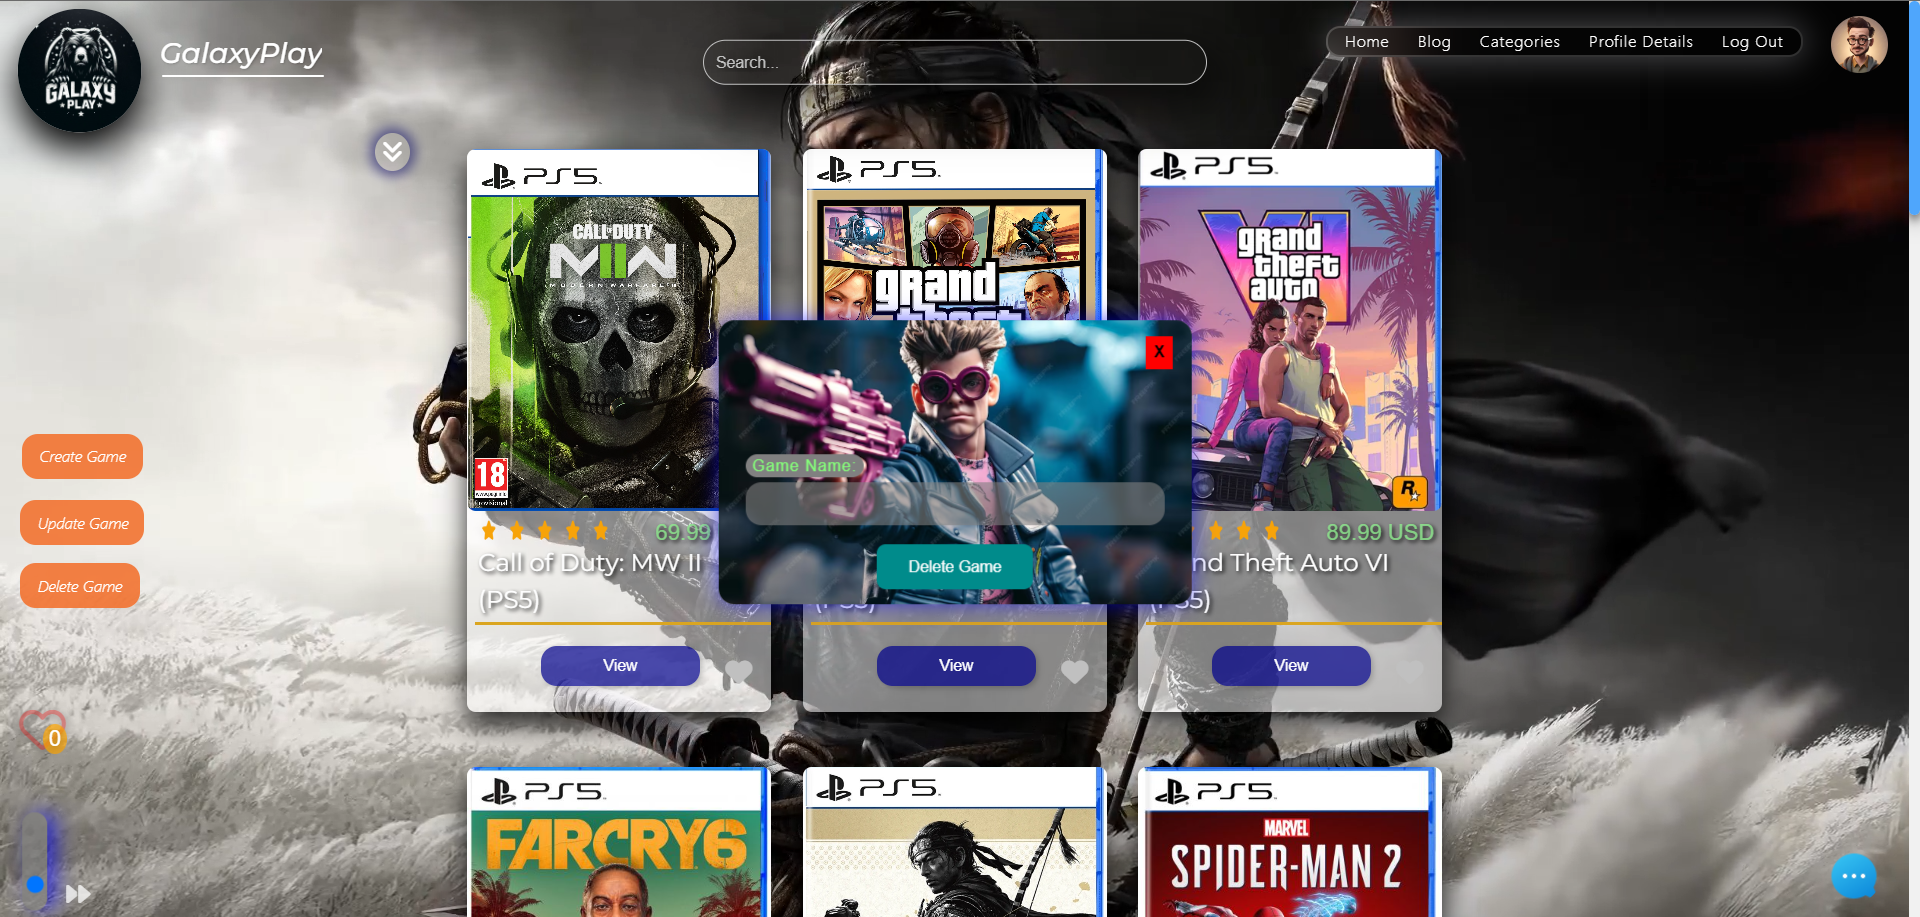 GALAXY
PLAY
GalaxyPlay
Search...
Home
Blog
Categories
Profile Details
Log Out
PS5
PS5
PS5
CALL OF DUTY
MWII
MODERN WARFARE II
18
grand
theft
grand
theft
auto
VI
R
X
Game Name:
Delete Game
Create Game
Update Game
Delete Game
69.99
89.99 USD
Call of Duty: MW II
(PS5)
(PS5)
nd Theft Auto VI
PS5)
View
View
View
0
PS5
PS5
PS5
FARCRY6
MARVEL
SPIDER-MAN 2